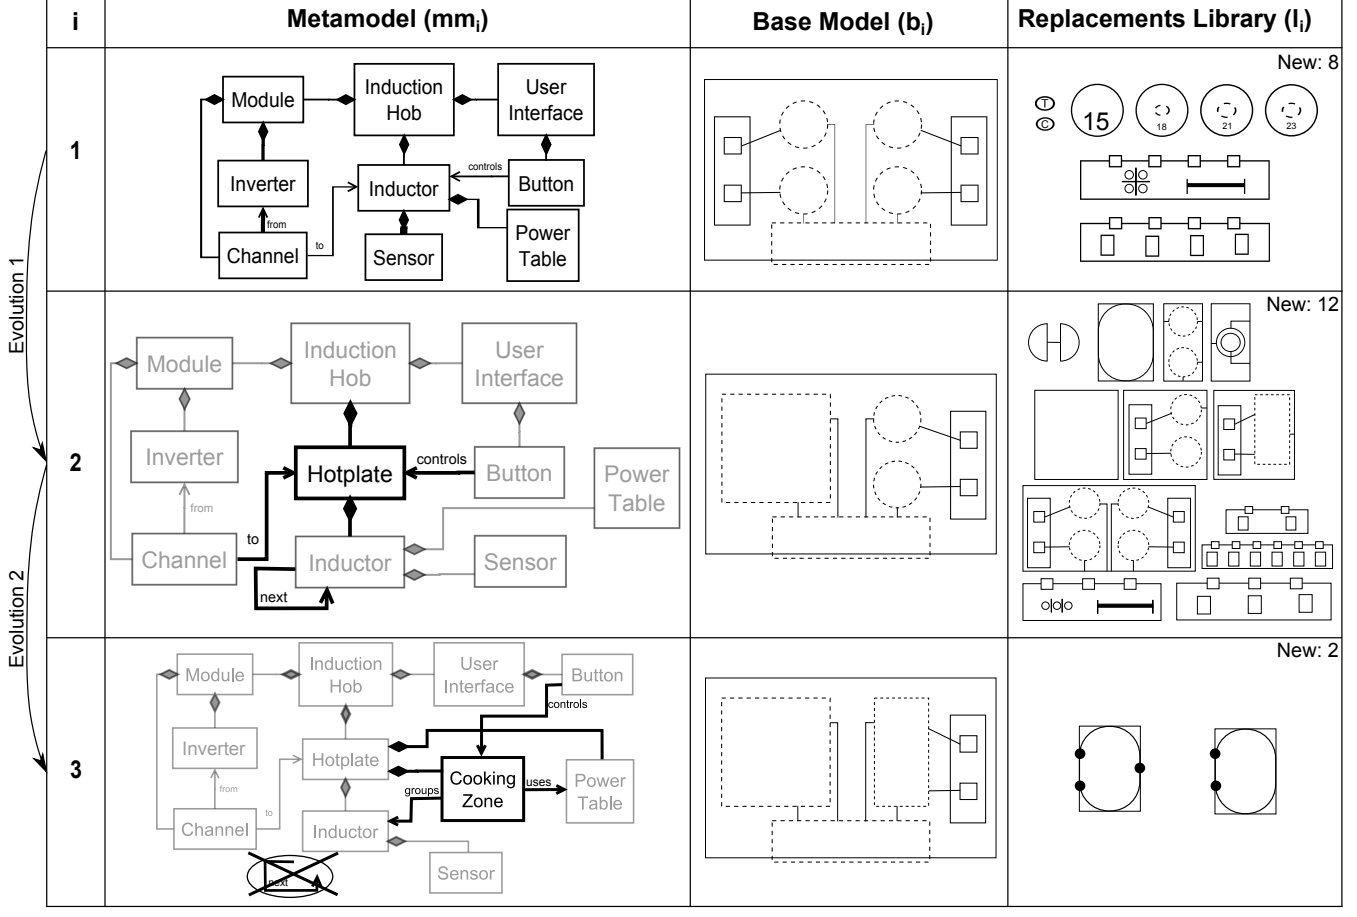 i
Metamodel (mmi)
Base Model (bi)
Replacements Library (li)
Evolution 1
Evolution 2
1
Module
Induction
Hob
User
Interface
Inverter
Inductor
controls
Button
from
Channel
to
Sensor
Power
Table
New: 8
T
C
15
18
21
23
2
Module
Induction
Hob
User
Interface
Inverter
Hotplate
controls
Button
Power
Table
from
Channel
to
Inductor
Sensor
next
New: 12
3
Module
Induction
Hob
User
Interface
Button
controls
Inverter
Hotplate
Cooking
Zone
uses
Power
Table
groups
from
Channel
to
Inductor
Sensor
next
New: 2